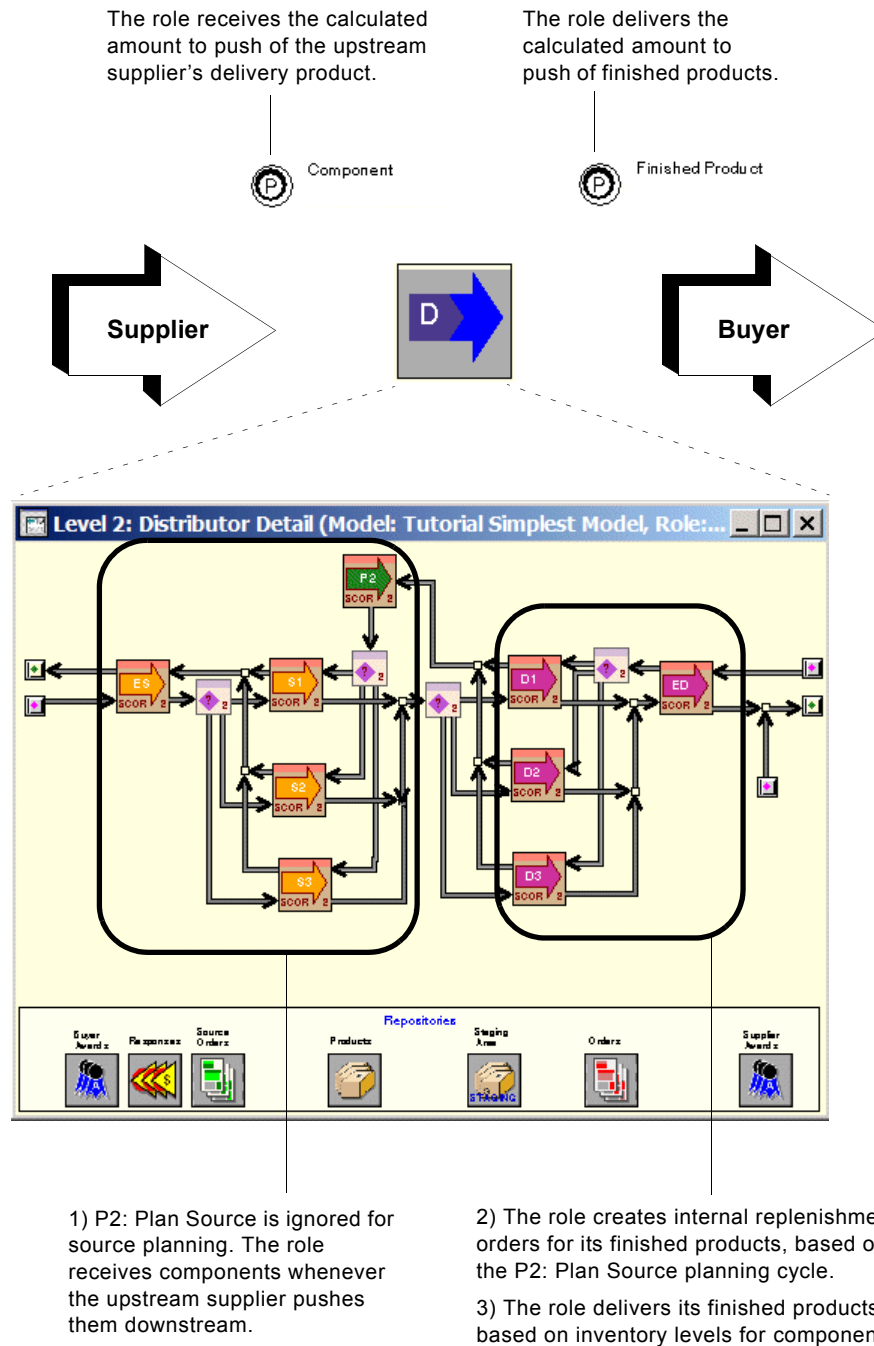 The role receives the calculated
amount to push of the upstream
supplier’s delivery product.
The role delivers the
calculated amount to
push of finished products.
P
Component
P
Finished Product
Supplier
D
Buyer
Level 2: Distributor Detail (Model: Tutorial Simplest Model, Role:...
P2
SCOR 2
ES
SCOR 2
? 2
S1
SCOR 2
? 2
? 2
D1
SCOR 2
? 2
ED
SCOR 2
S2
SCOR 2
D2
SCOR 2
S3
SCOR 2
D3
SCOR 2
Repositories
Buyer
Awards
Responses
Source
Orders
Products
Staging
Area
Orders
Supplier
Awards
$
STAGING
1) P2: Plan Source is ignored for
source planning. The role
receives components whenever
the upstream supplier pushes
them downstream.
2) The role creates internal replenishme
orders for its finished products, based o
the P2: Plan Source planning cycle.
3) The role delivers its finished products
based on inventory levels for componen